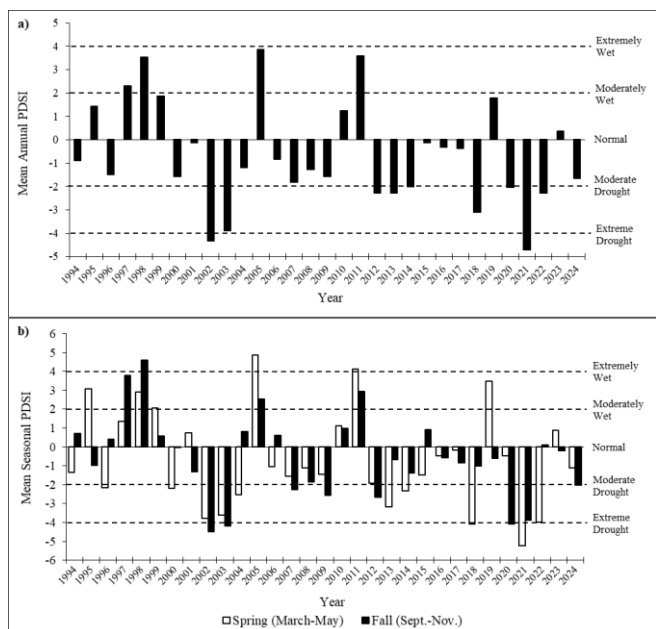 a)
5
4
3
2
1
0
-1
-2
-3
-4
-5
Mean Annual PDSI
Extremely
Wet
Moderately
Wet
Normal
Moderate
Drought
Extreme
Drought
1994 1995 1996 1997 1998 1999 2000 2001 2002 2003 2004 2005 2006 2007 2008 2009 2010 2011 2012 2013 2014 2015 2016 2017 2018 2019 2020 2021 2022 2023 2024
Year
b)
6
5
4
3
2
1
0
-1
-2
-3
-4
-5
-6
Mean Seasonal PDSI
Extremely
Wet
Moderately
Wet
Normal
Moderate
Drought
Extreme
Drought
1994 1995 1996 1997 1998 1999 2000 2001 2002 2003 2004 2005 2006 2007 2008 2009 2010 2011 2012 2013 2014 2015 2016 2017 2018 2019 2020 2021 2022 2023 2024
Year
Spring (March-May) Fall (Sept.-Nov.)